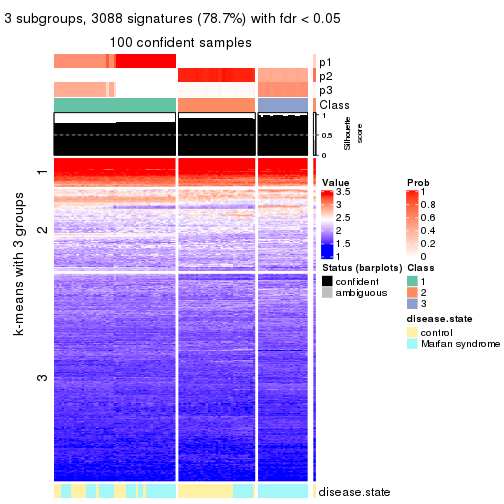 3 subgroups, 3088 signatures (78.7%) with fdr < 0.05
100 confident samples
p1
p2
p3
Class
1
0.5
0
Silhouette
score
k-means with 3 groups
1
2
3
Value
3.5
3
2.5
2
1.5
1
Prob
1
0.8
0.6
0.4
0.2
0
Status (barplots)
confident
ambiguous
Class
1
2
3
disease.state
control
Marfan syndrome
disease.state